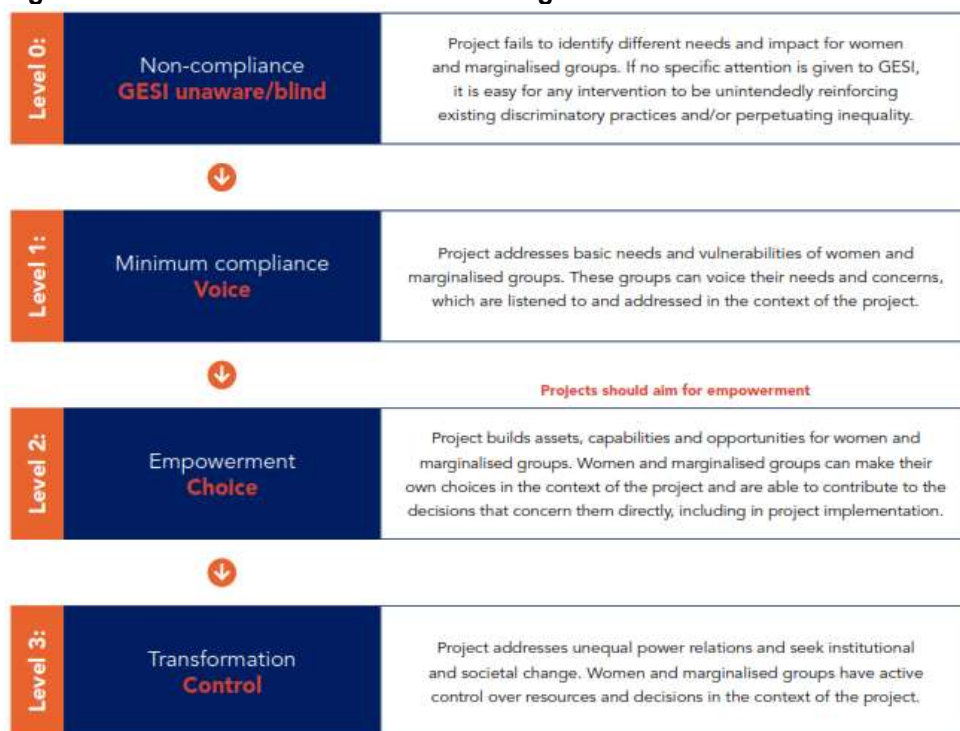 Level 0:
Non-compliance
GESI unaware/blind
Project fails to identify different needs and impact for women
and marginalised groups. If no specific attention is given to GESI,
it is easy for any intervention to be unintendedly reinforcing
existing discriminatory practices and/or perpetuating inequality.
Level 1:
Minimum compliance
Voice
Project addresses basic needs and vulnerabilities of women and
marginalised groups. These groups can voice their needs and concerns,
which are listened to and addressed in the context of the project.
Projects should aim for empowerment
Level 2:
Empowerment
Choice
Project builds assets, capabilities and opportunities for women and
marginalised groups. Women and marginalised groups can make their
own choices in the context of the project and are able to contribute to the
decisions that concern them directly, including in project implementation.
Level 3:
Transformation
Control
Project addresses unequal power relations and seek institutional
and societal change. Women and marginalised groups have active
control over resources and decisions in the context of the project.